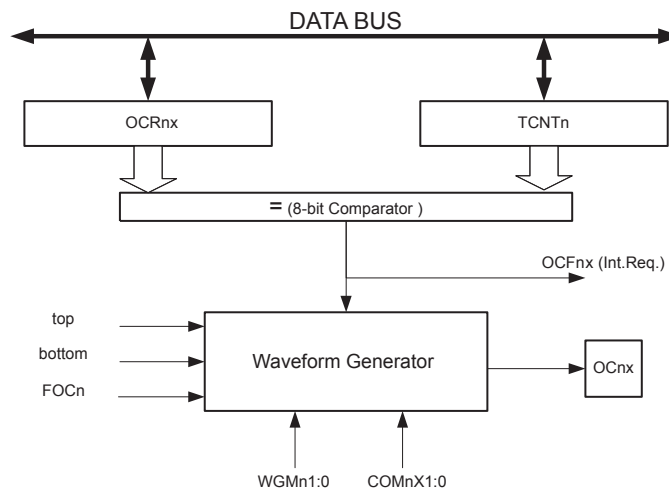 DATA BUS
OCRnx
TCNTn
= (8-bit Comparator )
OCFnx (Int.Req.)
top
bottom
FOCn
Waveform Generator
OCnx
WGMn1:0
COMnX1:0